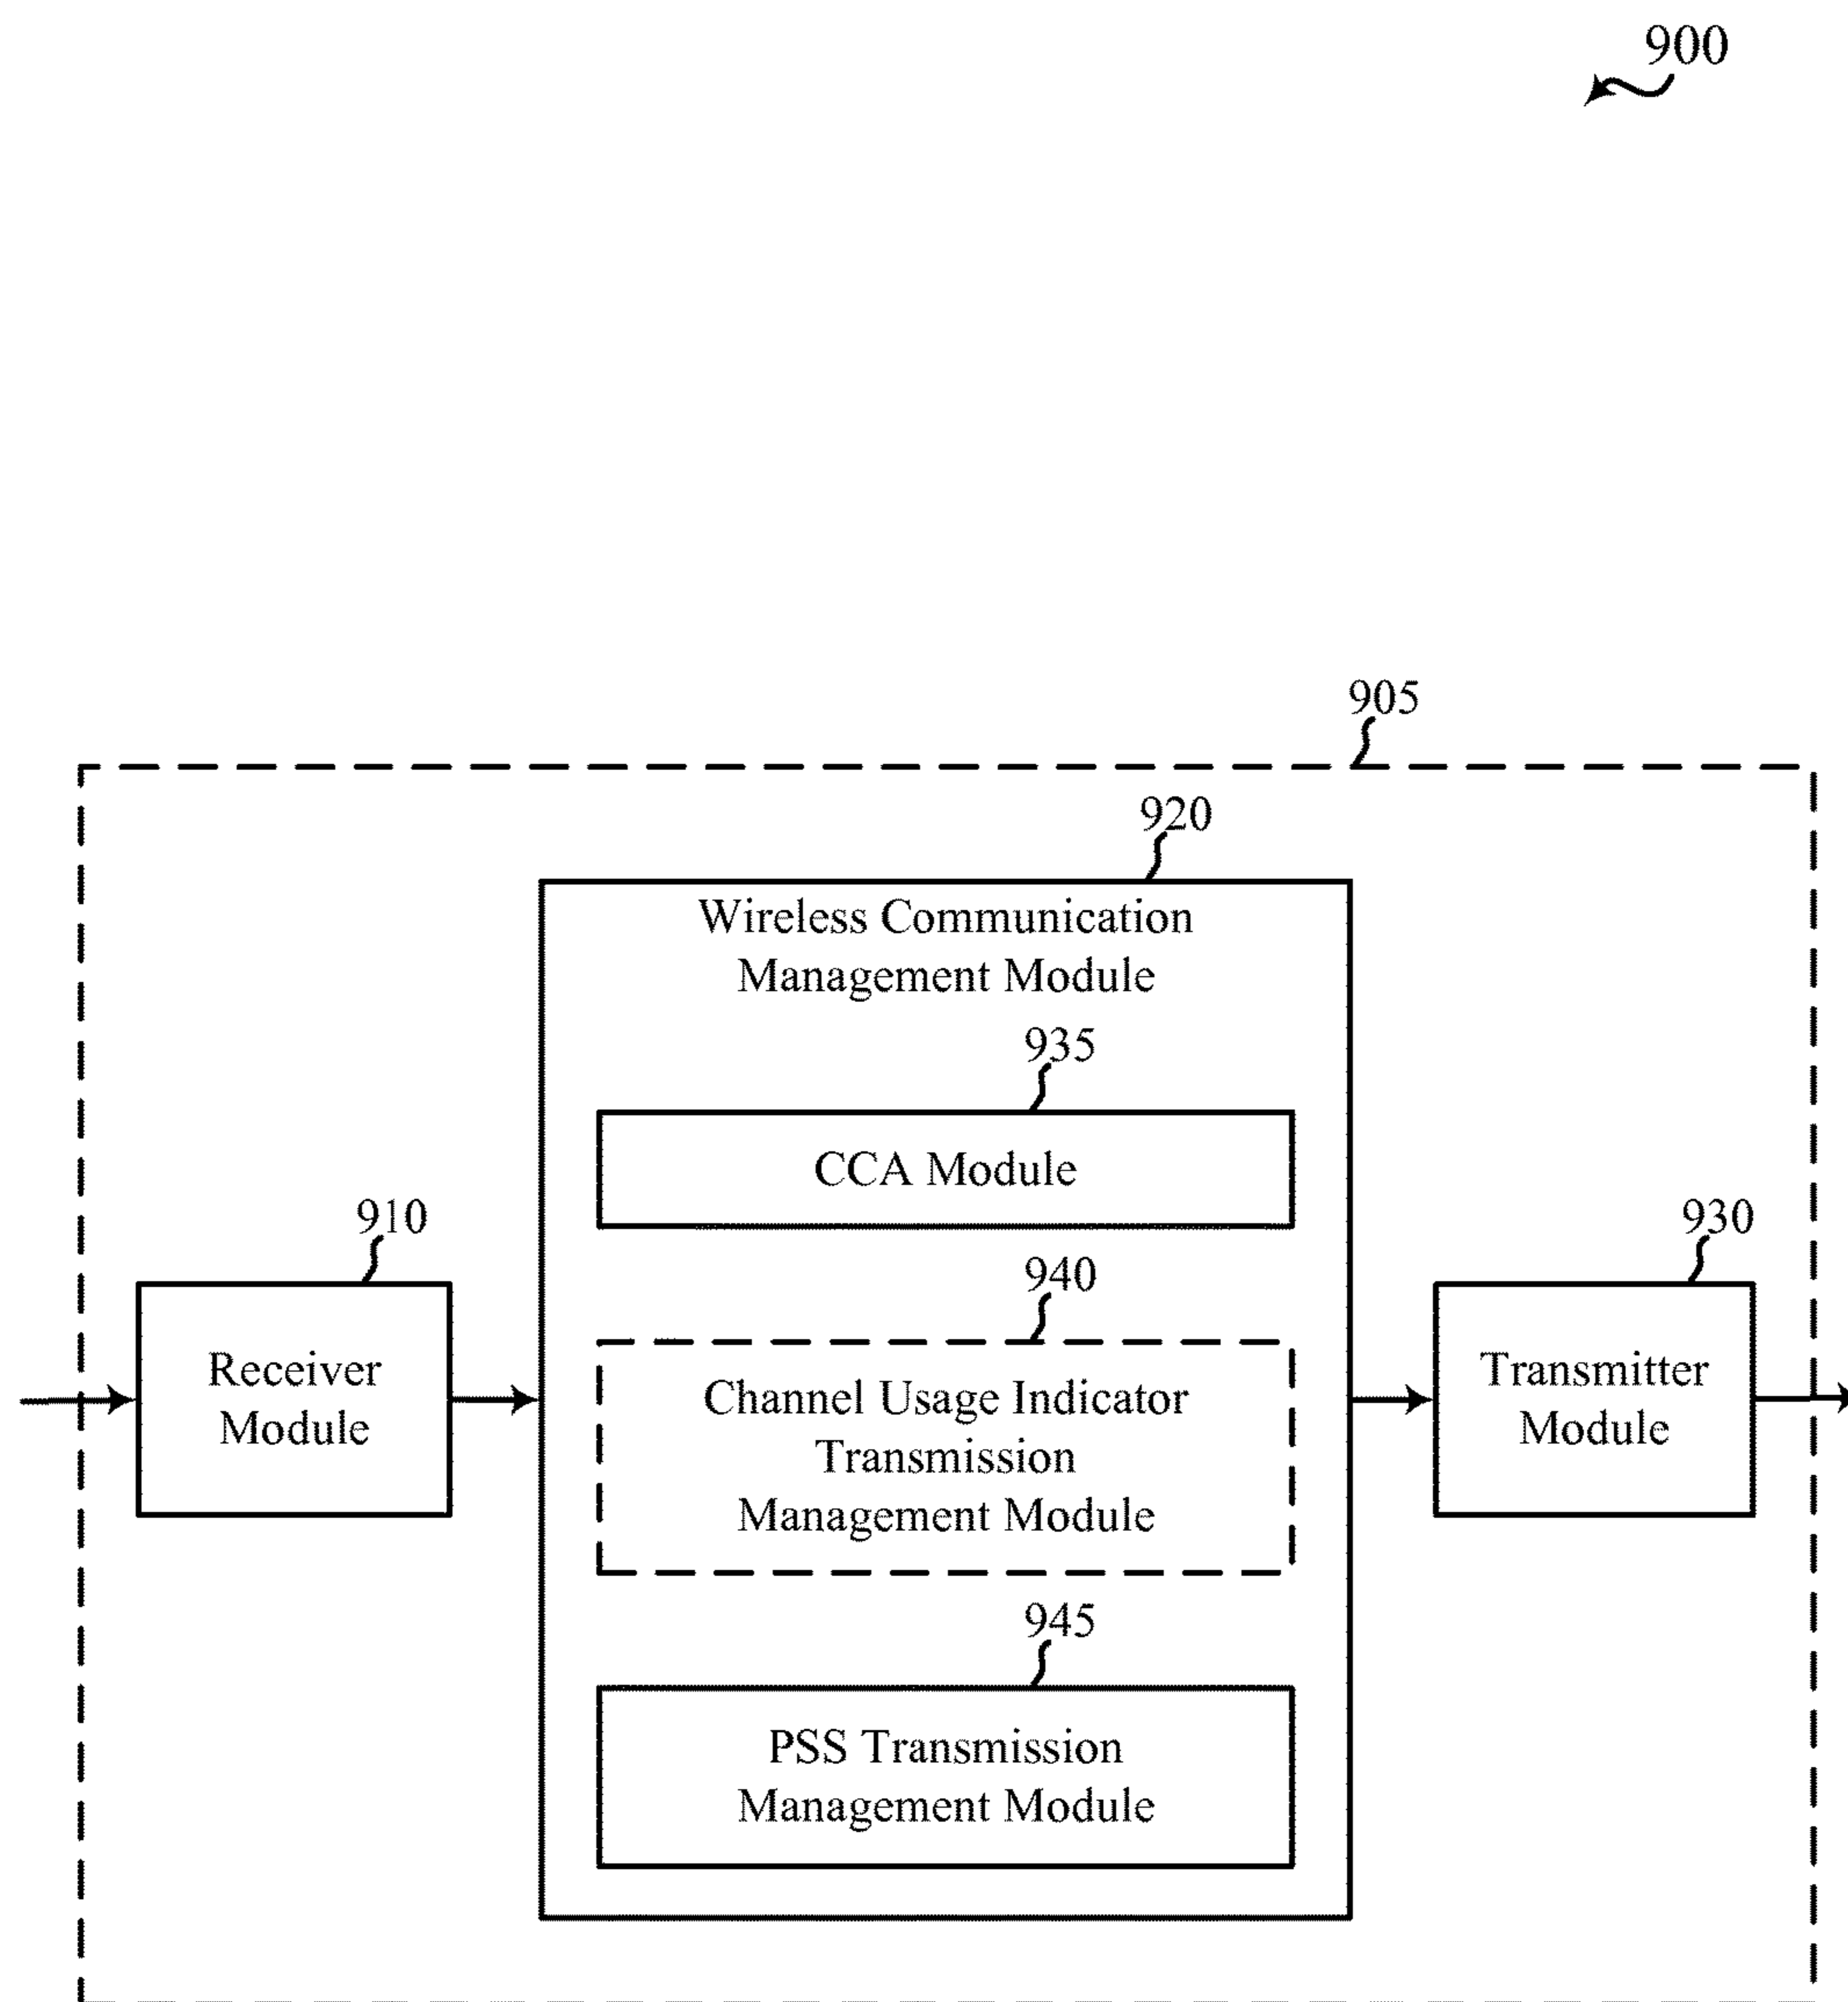 900
905
920
Wireless Communication
Management Module
935
CCA Module
910
930
940
Receiver
Module
Channel Usage Indicator
Transmission
Management Module
Transmitter
Module
945
PSS Transmission
Management Module